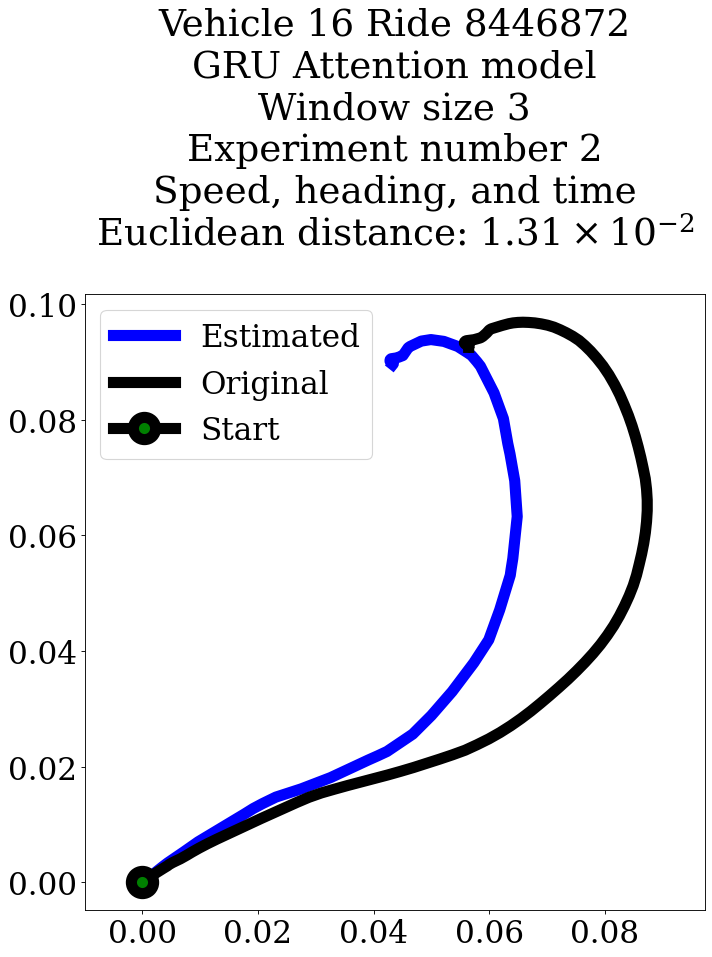 Vehicle 16 Ride 8446872
GRU Attention model
Window size 3
Experiment number 2
Speed, heading, and time
Euclidean distance: 1.31 × 10⁻²
0.10
0.08
0.06
0.04
0.02
0.00
Estimated
Original
Start
0.00 0.02 0.04 0.06 0.08